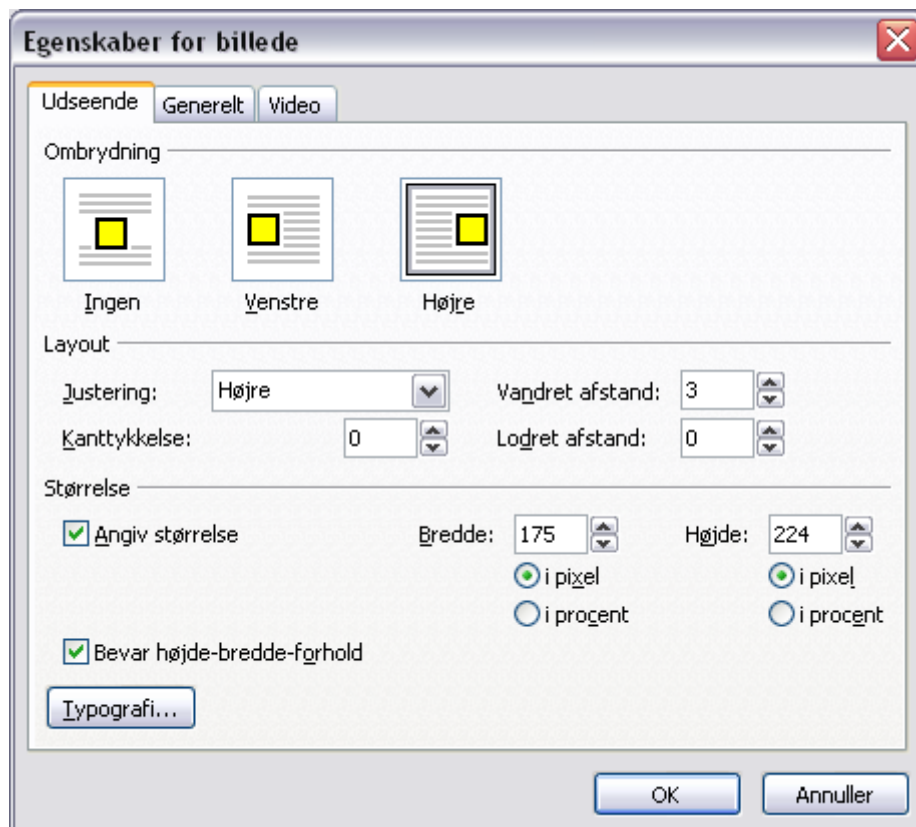 Egenskaber for billede
Udseende Generelt Video
Ombrydning
Ingen Venstre Højre
Layout
Justering: Højre Vandret afstand: 3
Kanttykkelse: 0 Lodret afstand: 0
Størrelse
Angiv størrelse Bredde: 175 Højde: 224
i pixel i pixel
i procent i procent
Bevar højde-bredde-forhold
Typografi...
OK Annuller